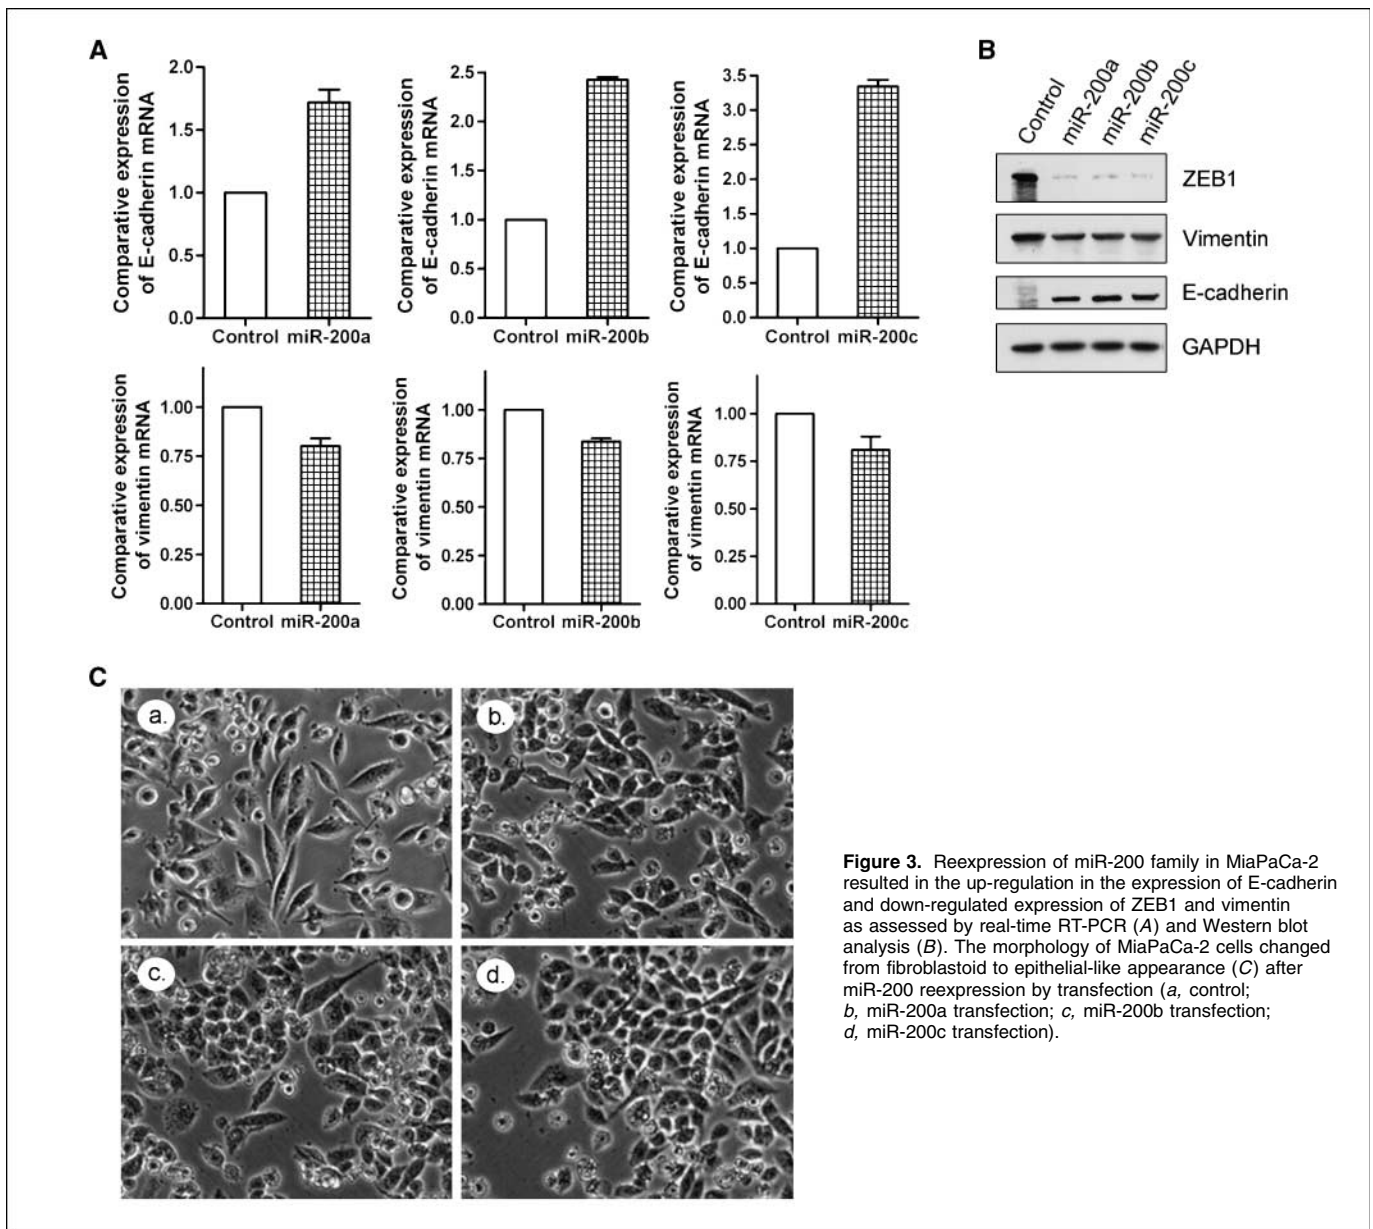 A
Comparative expression
of E-cadherin mRNA
2.0
1.5
1.0
0.5
0.0
Control miR-200a
Comparative expression
of E-cadherin mRNA
2.5
2.0
1.5
1.0
0.5
0.0
Control miR-200b
Comparative expression
of E-cadherin mRNA
3.5
3.0
2.5
2.0
1.5
1.0
0.5
0.0
Control miR-200c
Comparative expression
of vimentin mRNA
1.00
0.75
0.50
0.25
0.00
Control miR-200a
Comparative expression
of vimentin mRNA
1.00
0.75
0.50
0.25
0.00
Control miR-200b
Comparative expression
of vimentin mRNA
1.00
0.75
0.50
0.25
0.00
Control miR-200c
B
Control
miR-200a
miR-200b
miR-200c
ZEB1
Vimentin
E-cadherin
GAPDH
C
a.
b.
c.
d.
Figure 3. Reexpression of miR-200 family in MiaPaCa-2
resulted in the up-regulation in the expression of E-cadherin
and down-regulated expression of ZEB1 and vimentin
as assessed by real-time RT-PCR (A) and Western blot
analysis (B). The morphology of MiaPaCa-2 cells changed
from fibroblastoid to epithelial-like appearance (C) after
miR-200 reexpression by transfection (a, control;
b, miR-200a transfection; c, miR-200b transfection;
d, miR-200c transfection).